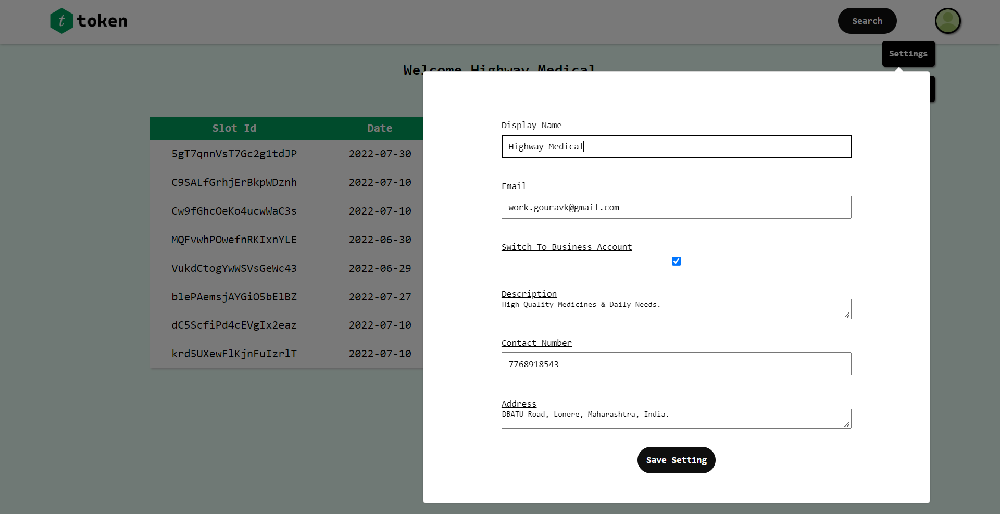 t token
Search
Settings
Welcome Highway Medical
Slot Id Date
5gT7qnnVsT7Gc2g1tdJP 2022-07-30
C9SALfGrhjErBkpWDznh 2022-07-10
Cw9fGhcOeKo4ucwWaC3s 2022-07-10
MQFvwhPOwefnRKIxnYLE 2022-06-30
VukdCtogYwWSVsGeWc43 2022-06-29
blePAemsjAYGiO5bElBZ 2022-07-27
dC5ScfiPd4cEVgIx2eaz 2022-07-10
krd5UXewFlKjnFuIzrlT 2022-07-10
Display Name
Highway Medical
Email
work.gouravk@gmail.com
Switch To Business Account
Description
High Quality Medicines & Daily Needs.
Contact Number
7768918543
Address
DBATU Road, Lonere, Maharashtra, India.
Save Setting